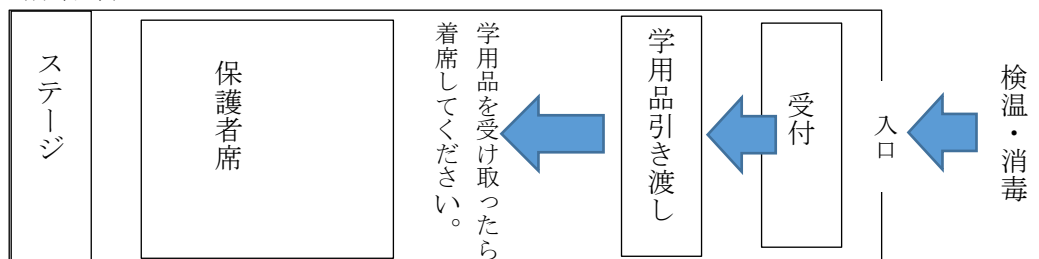 検温・消毒
入口
受付
学用品引き渡し
学用品を受け取ったら
着席してください。
保護者席
ステージ